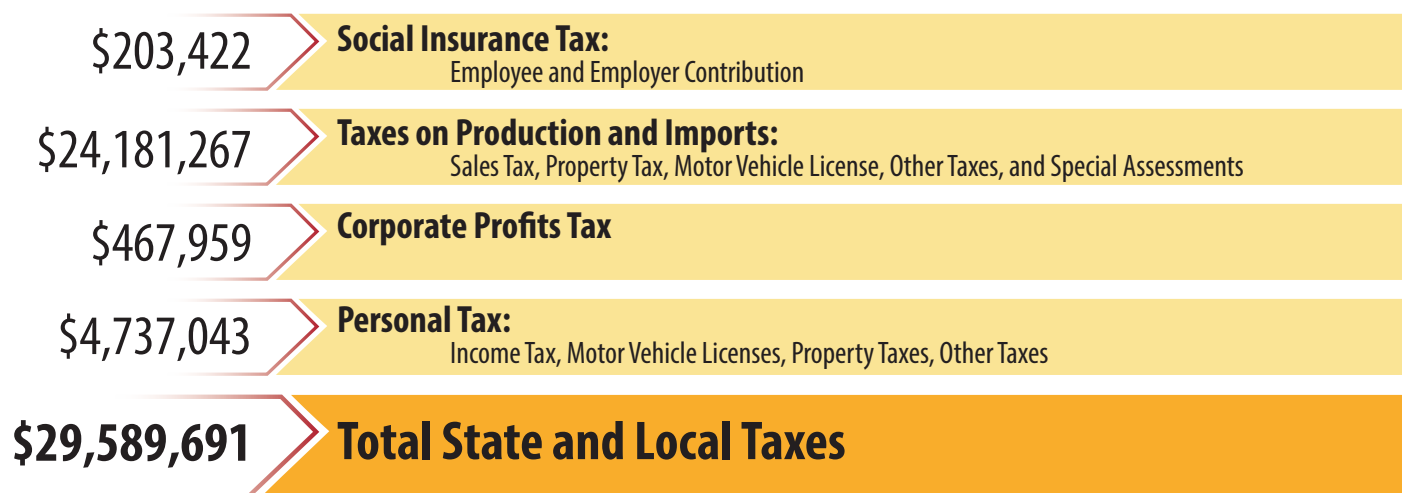 $203,422 Social Insurance Tax:
Employee and Employer Contribution
$24,181,267 Taxes on Production and Imports:
Sales Tax, Property Tax, Motor Vehicle License, Other Taxes, and Special Assessments
$467,959 Corporate Profits Tax
$4,737,043 Personal Tax:
Income Tax, Motor Vehicle Licenses, Property Taxes, Other Taxes
$29,589,691 Total State and Local Taxes